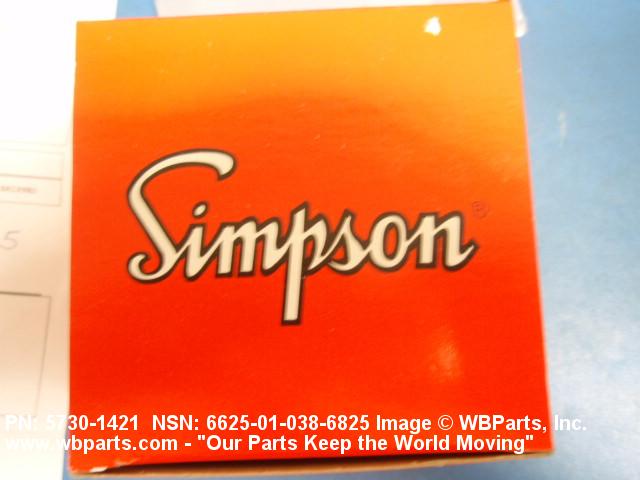 Simpson®
5
PN: 5730-1421 NSN: 6625-01-038-6825 Image © WBParts, Inc.
www.wbparts.com - "Our Parts Keep the World Moving"